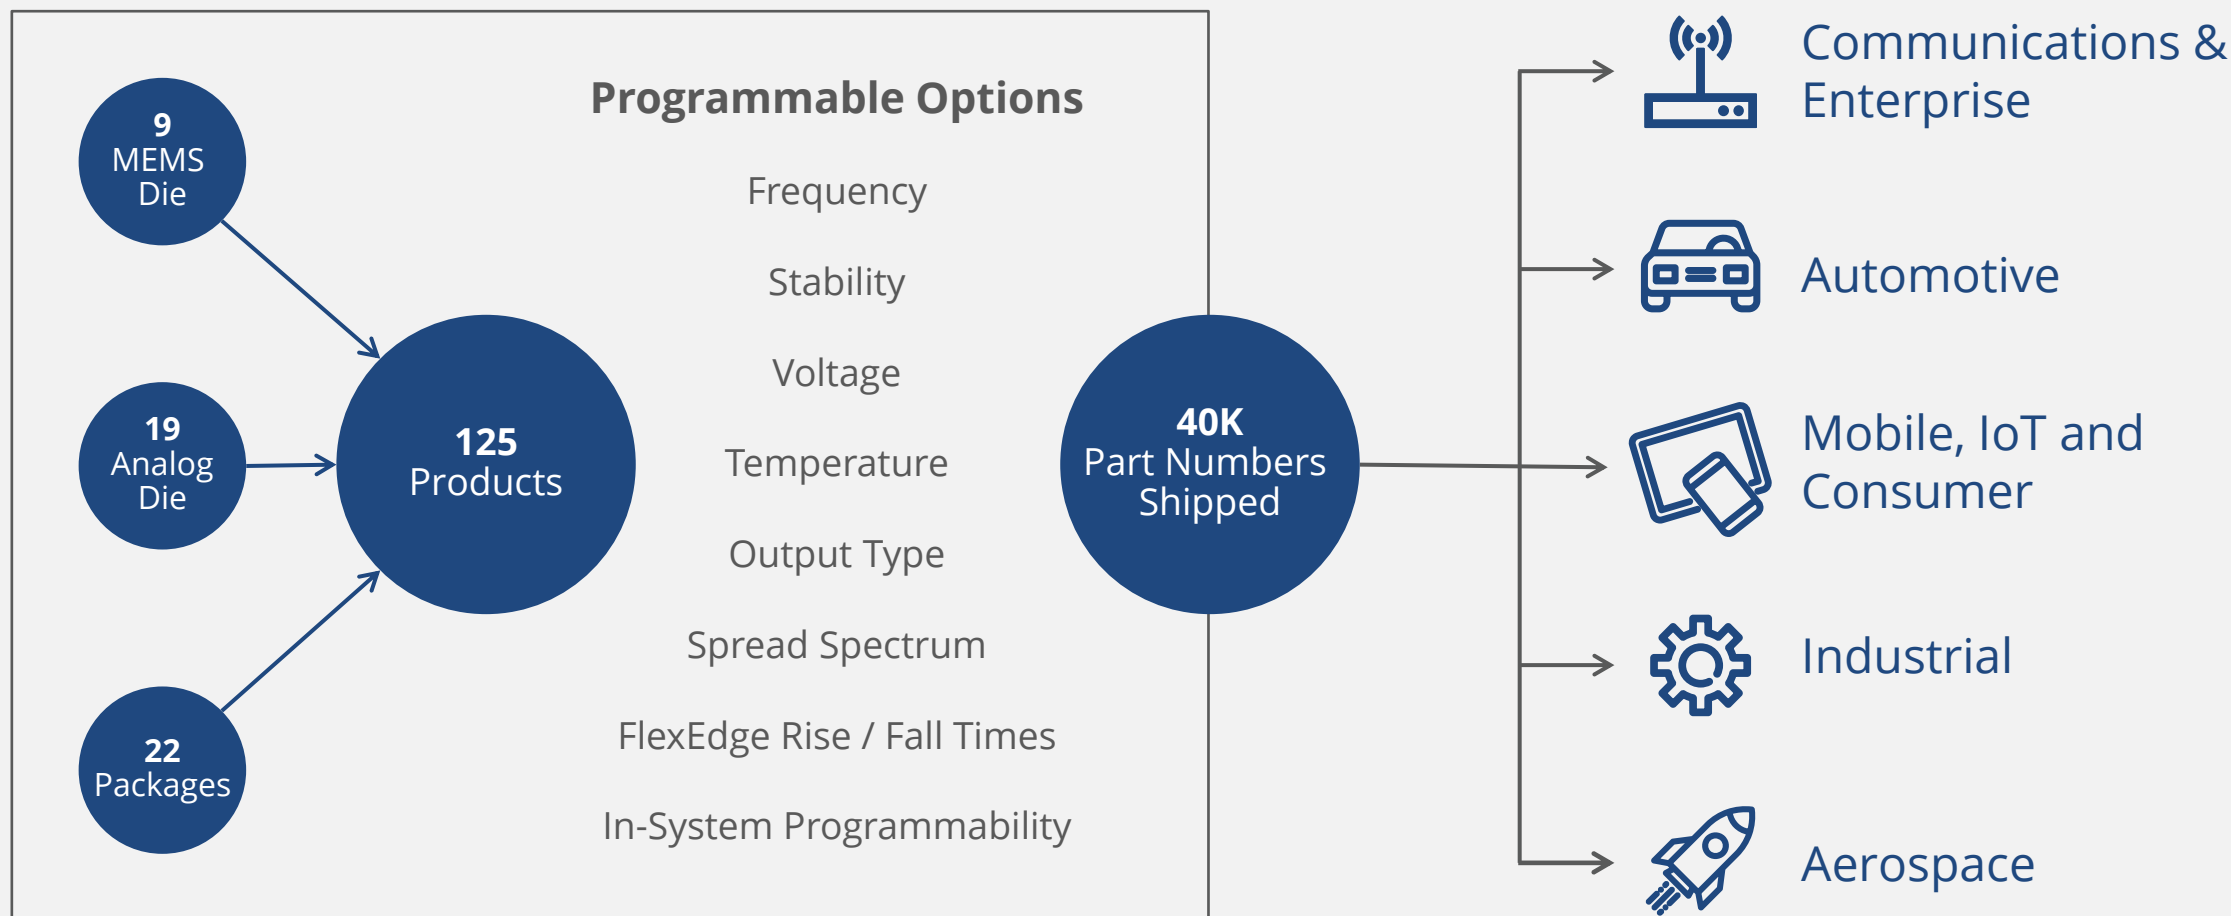 9
MEMS
Die
19
Analog
Die
22
Packages
125
Products
Programmable Options
Frequency
Stability
Voltage
Temperature
Output Type
Spread Spectrum
FlexEdge Rise / Fall Times
In-System Programmability
40K
Part Numbers
Shipped
Communications &
Enterprise
Automotive
Mobile, IoT and
Consumer
Industrial
Aerospace